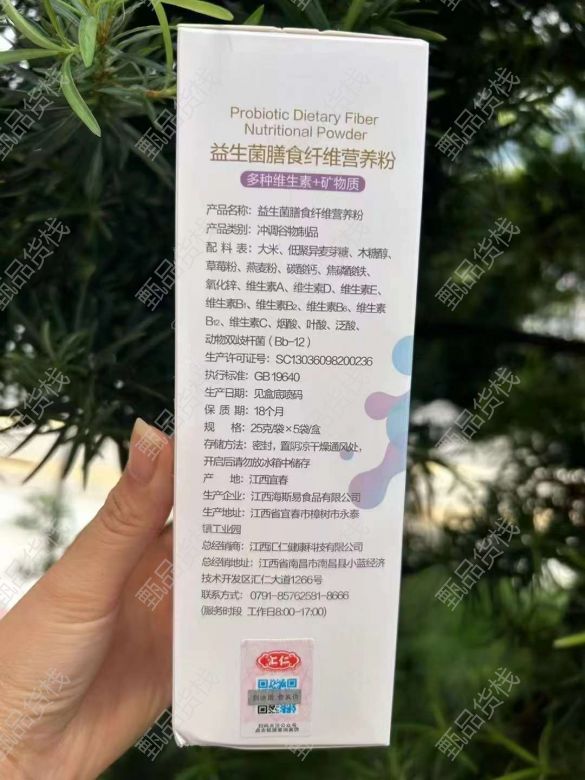 Probiotic Dietary Fiber
Nutritional Powder
益生菌膳食纤维营养粉
多种维生素+矿物质
产品名称：益生菌膳食纤维营养粉
产品类别：冲调谷物制品
配 料 表：大米、低聚异麦芽糖、木糖醇、
草莓粉、燕麦粉、碳酸钙、焦磷酸铁、
氧化锌、维生素A、维生素D、维生素E、
维生素B₁、维生素B₂、维生素B₆、维生素
B₁₂、维生素C、烟酸、叶酸、泛酸、
动物双歧杆菌（Bb-12）
生产许可证号：SC13036098200236
执行标准：GB 19640
生产日期：见盒底喷码
保 质 期：18个月
规 格：25克/袋×5袋/盒
存储方法：密封，置阴凉干燥通风处，
开启后请勿放冰箱中储存
产 地：江西宜春
生产企业：江西海斯易食品有限公司
生产地址：江西省宜春市樟树市永泰
镇工业园
总经销商：江西汇仁健康科技有限公司
总经销地址：江西省南昌市南昌县小蓝经济
技术开发区汇仁大道1266号
联系方式：0791-85762581-8666
(服务时段 工作日8:00-17:00)
汇仁
刮涂层 查真伪
甄品货栈